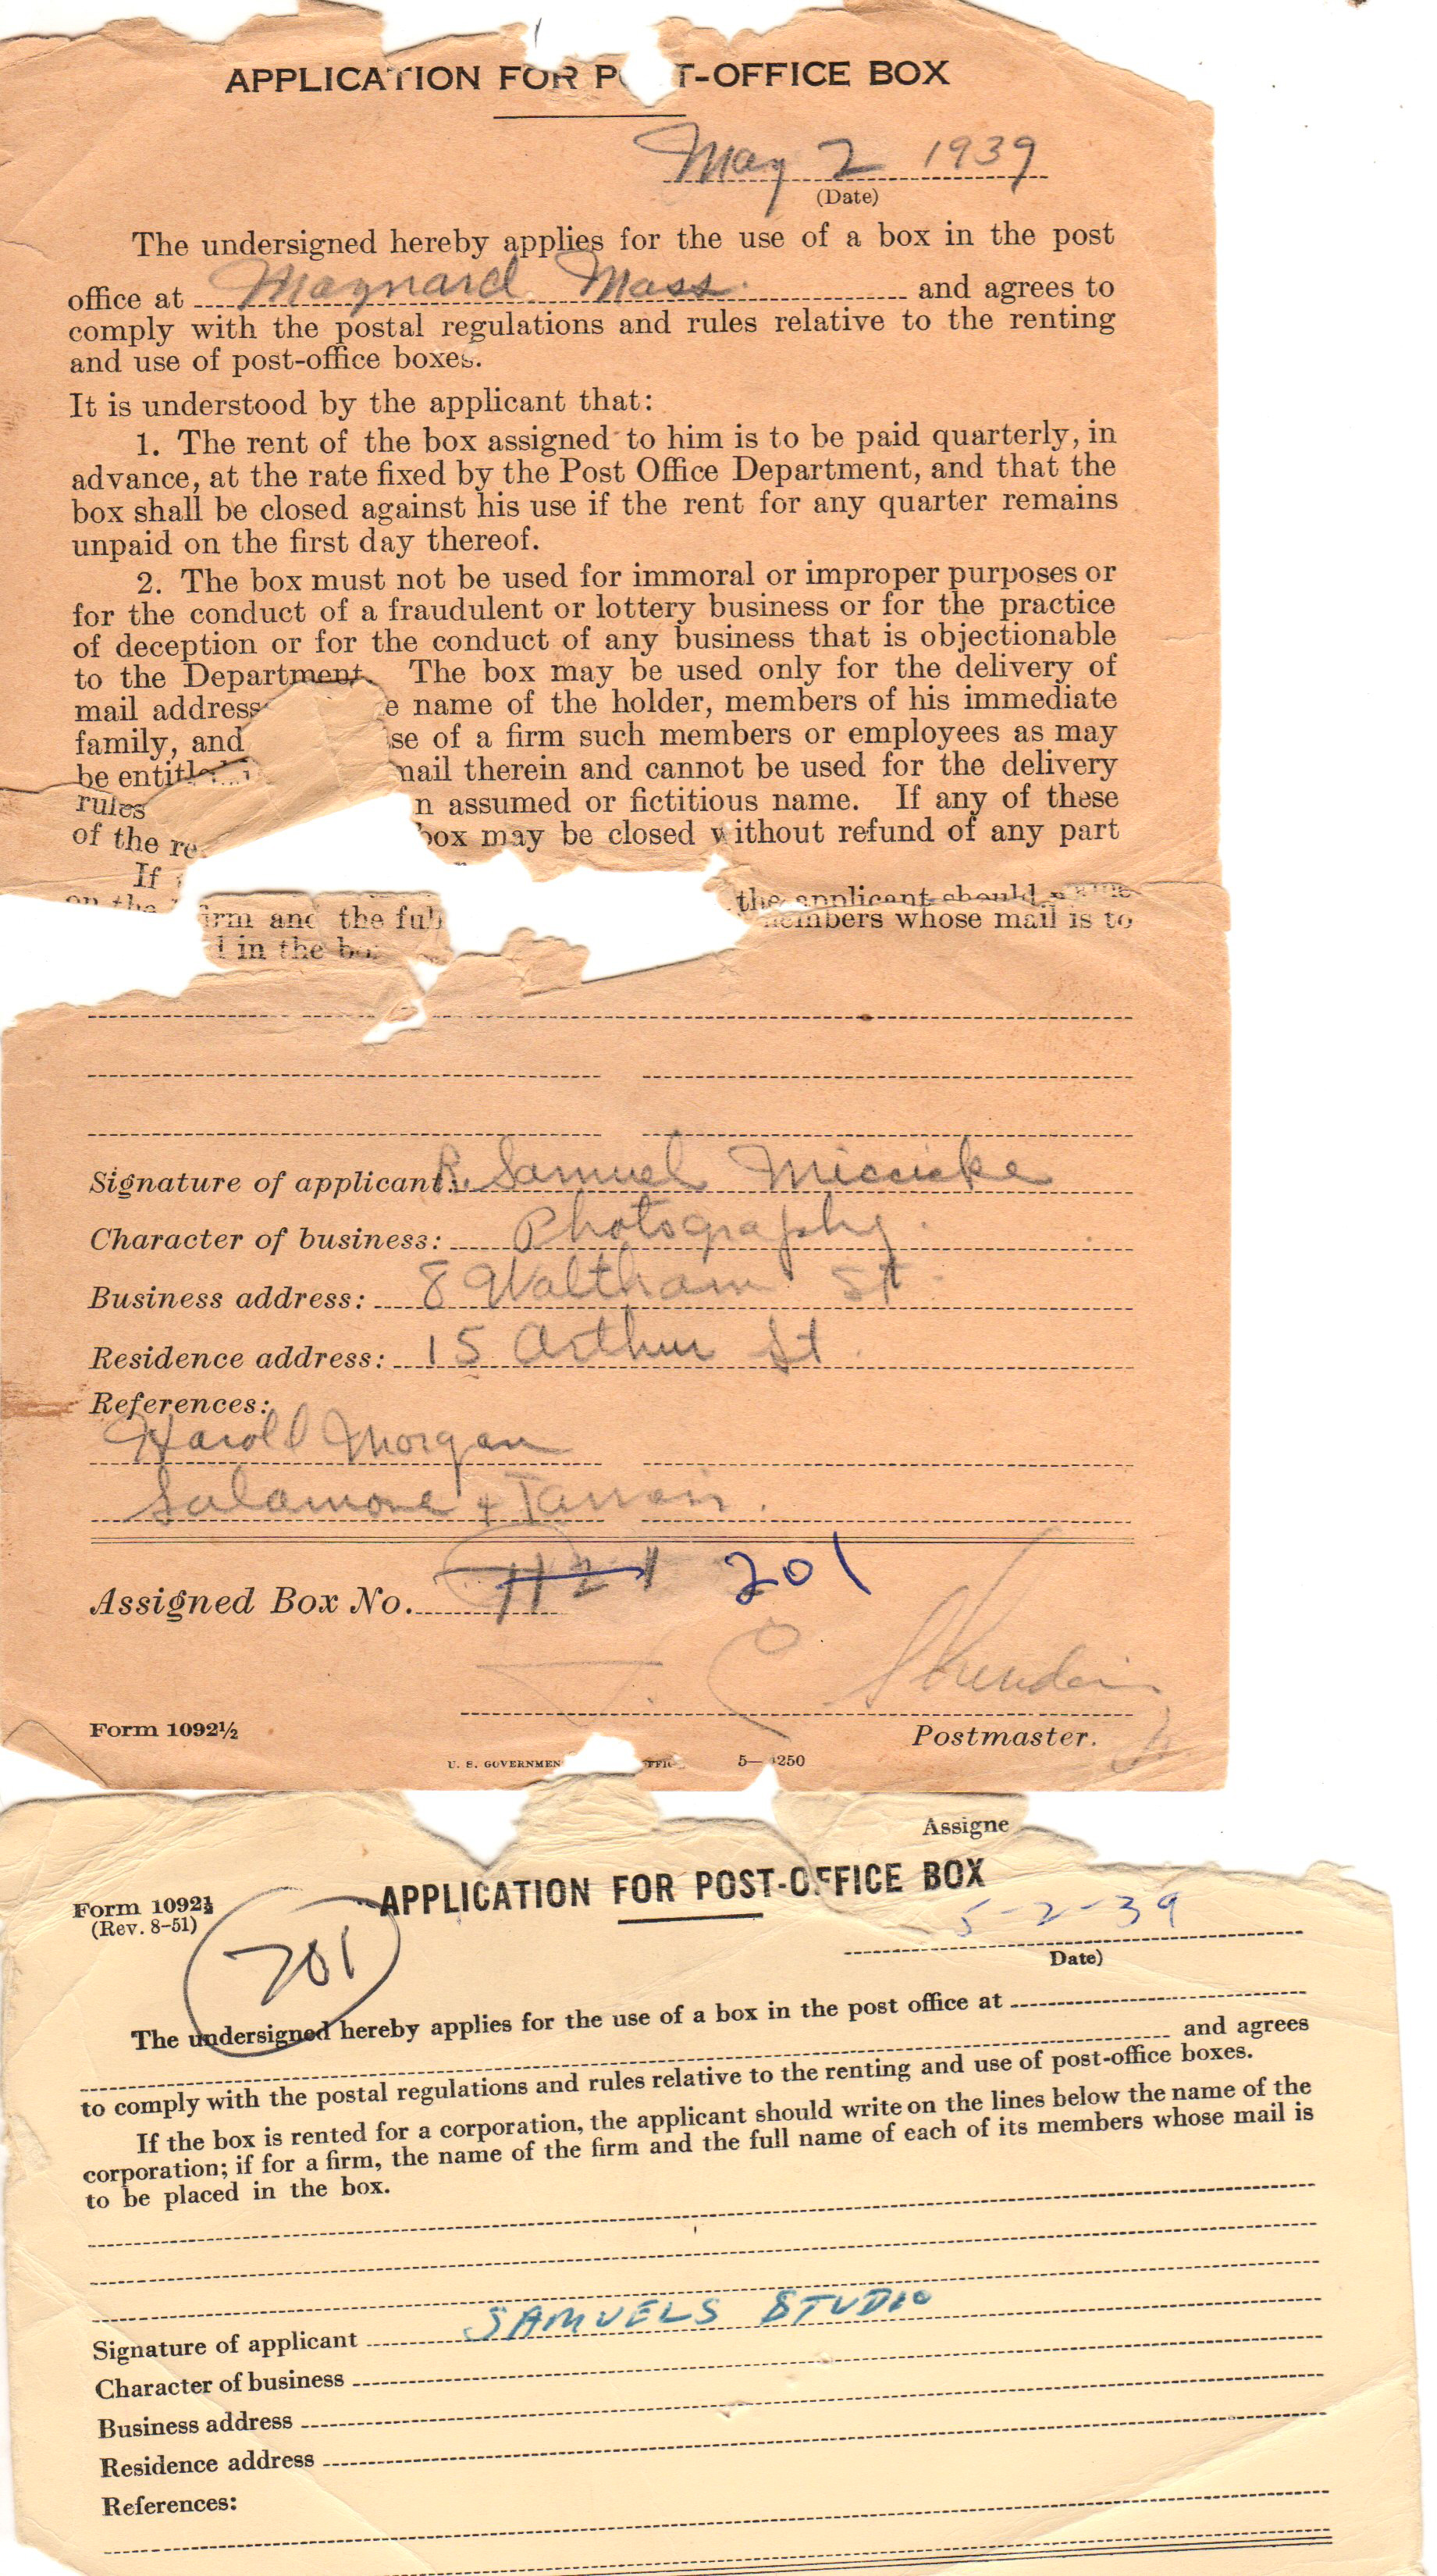 APPLICATION FOR P T-OFFICE BOX
May 2 1939
(Date)
The undersigned hereby applies for the use of a box in the post
office at Maynard Mass. and agrees to
comply with the postal regulations and rules relative to the renting
and use of post-office boxes.
It is understood by the applicant that:
1. The rent of the box assigned to him is to be paid quarterly, in
advance, at the rate fixed by the Post Office Department, and that the
box shall be closed against his use if the rent for any quarter remains
unpaid on the first day thereof.
2. The box must not be used for immoral or improper purposes or
for the conduct of a fraudulent or lottery business or for the practice
of deception or for the conduct of any business that is objectionable
to the Department. The box may be used only for the delivery of
mail address e name of the holder, members of his immediate
family, and se of a firm such members or employees as may
be entitl mail therein and cannot be used for the delivery
rules n assumed or fictitious name. If any of these
of the re box may be closed without refund of any part
If
on the the applicant should
firm and the full members whose mail is to
in the bo
Signature of applicant: R. Samuel
Character of business: Photography.
Business address: 8 Waltham St.
Residence address: 15 Arthur St.
References:
Harold Morgan
Salamone &
Assigned Box No. 201
Form 1092½
Postmaster.
U. S. GOVERNMEN FFIC 5— 250
Assigne
Form 1092½
(Rev. 8-51)
APPLICATION FOR POST-OFFICE BOX
201
5-2-39
Date)
The undersigned hereby applies for the use of a box in the post office at
and agrees
to comply with the postal regulations and rules relative to the renting and use of post-office boxes.
If the box is rented for a corporation, the applicant should write on the lines below the name of the
corporation; if for a firm, the name of the firm and the full name of each of its members whose mail is
to be placed in the box.
Signature of applicant SAMUELS STUDIO
Character of business
Business address
Residence address
References: